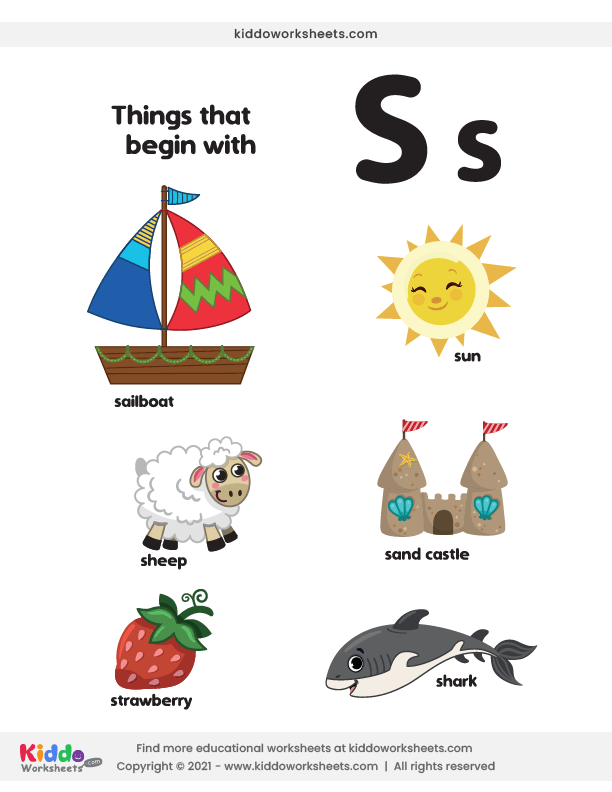 kiddoworksheets.com
Things that
begin with
S s
sailboat
sun
sheep
sand castle
strawberry
shark
Kiddo
Worksheets .com
Find more educational worksheets at kiddoworksheets.com
Copyright © 2021 - www.kiddoworksheets.com | All rights reserved